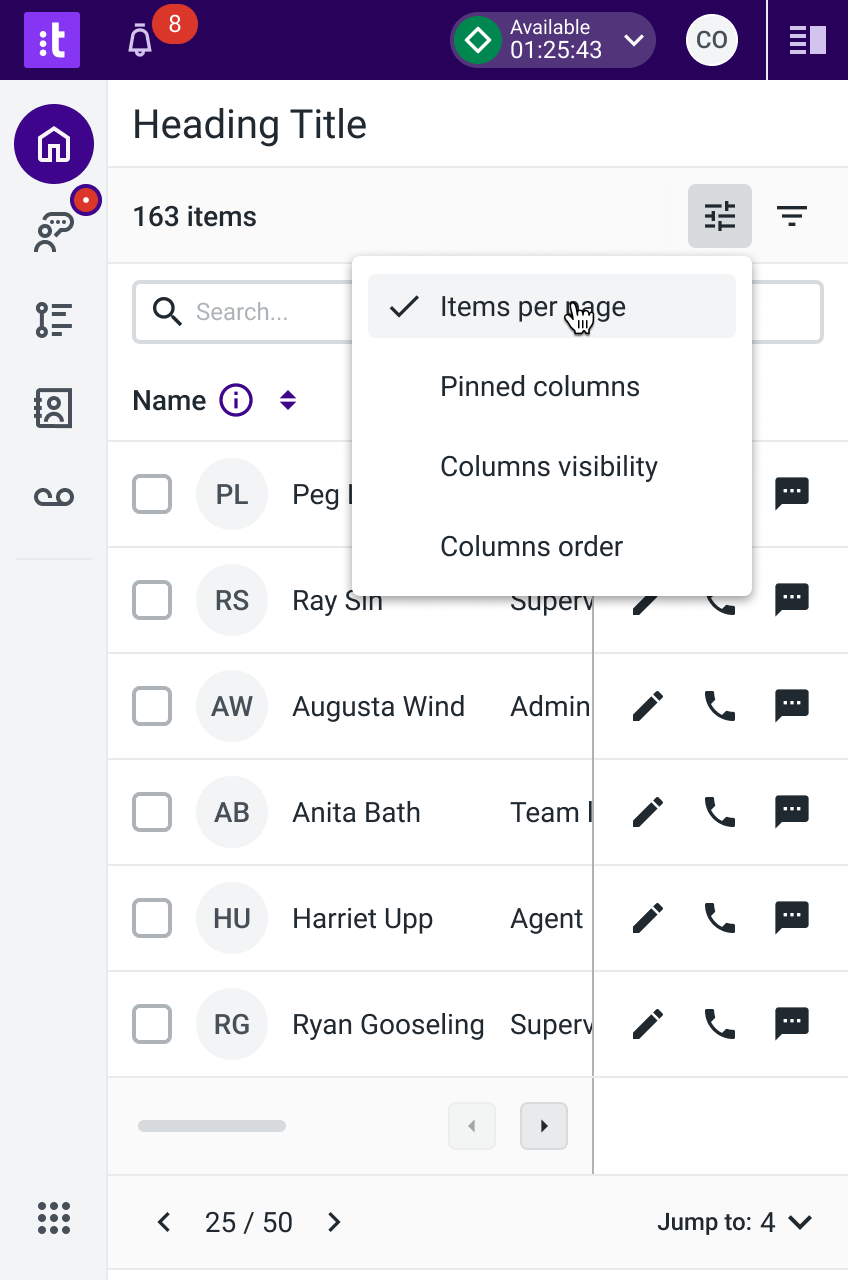 :t
8
Available
01:25:43
CO
Heading Title
163 items
Search...
Items per page
Pinned columns
Columns visibility
Columns order
Name
PL
Peg
RS
Ray Sin
Superv
AW
Augusta Wind
Admin
AB
Anita Bath
Team
HU
Harriet Upp
Agent
RG
Ryan Gooseling
Superv
25 / 50
Jump to: 4